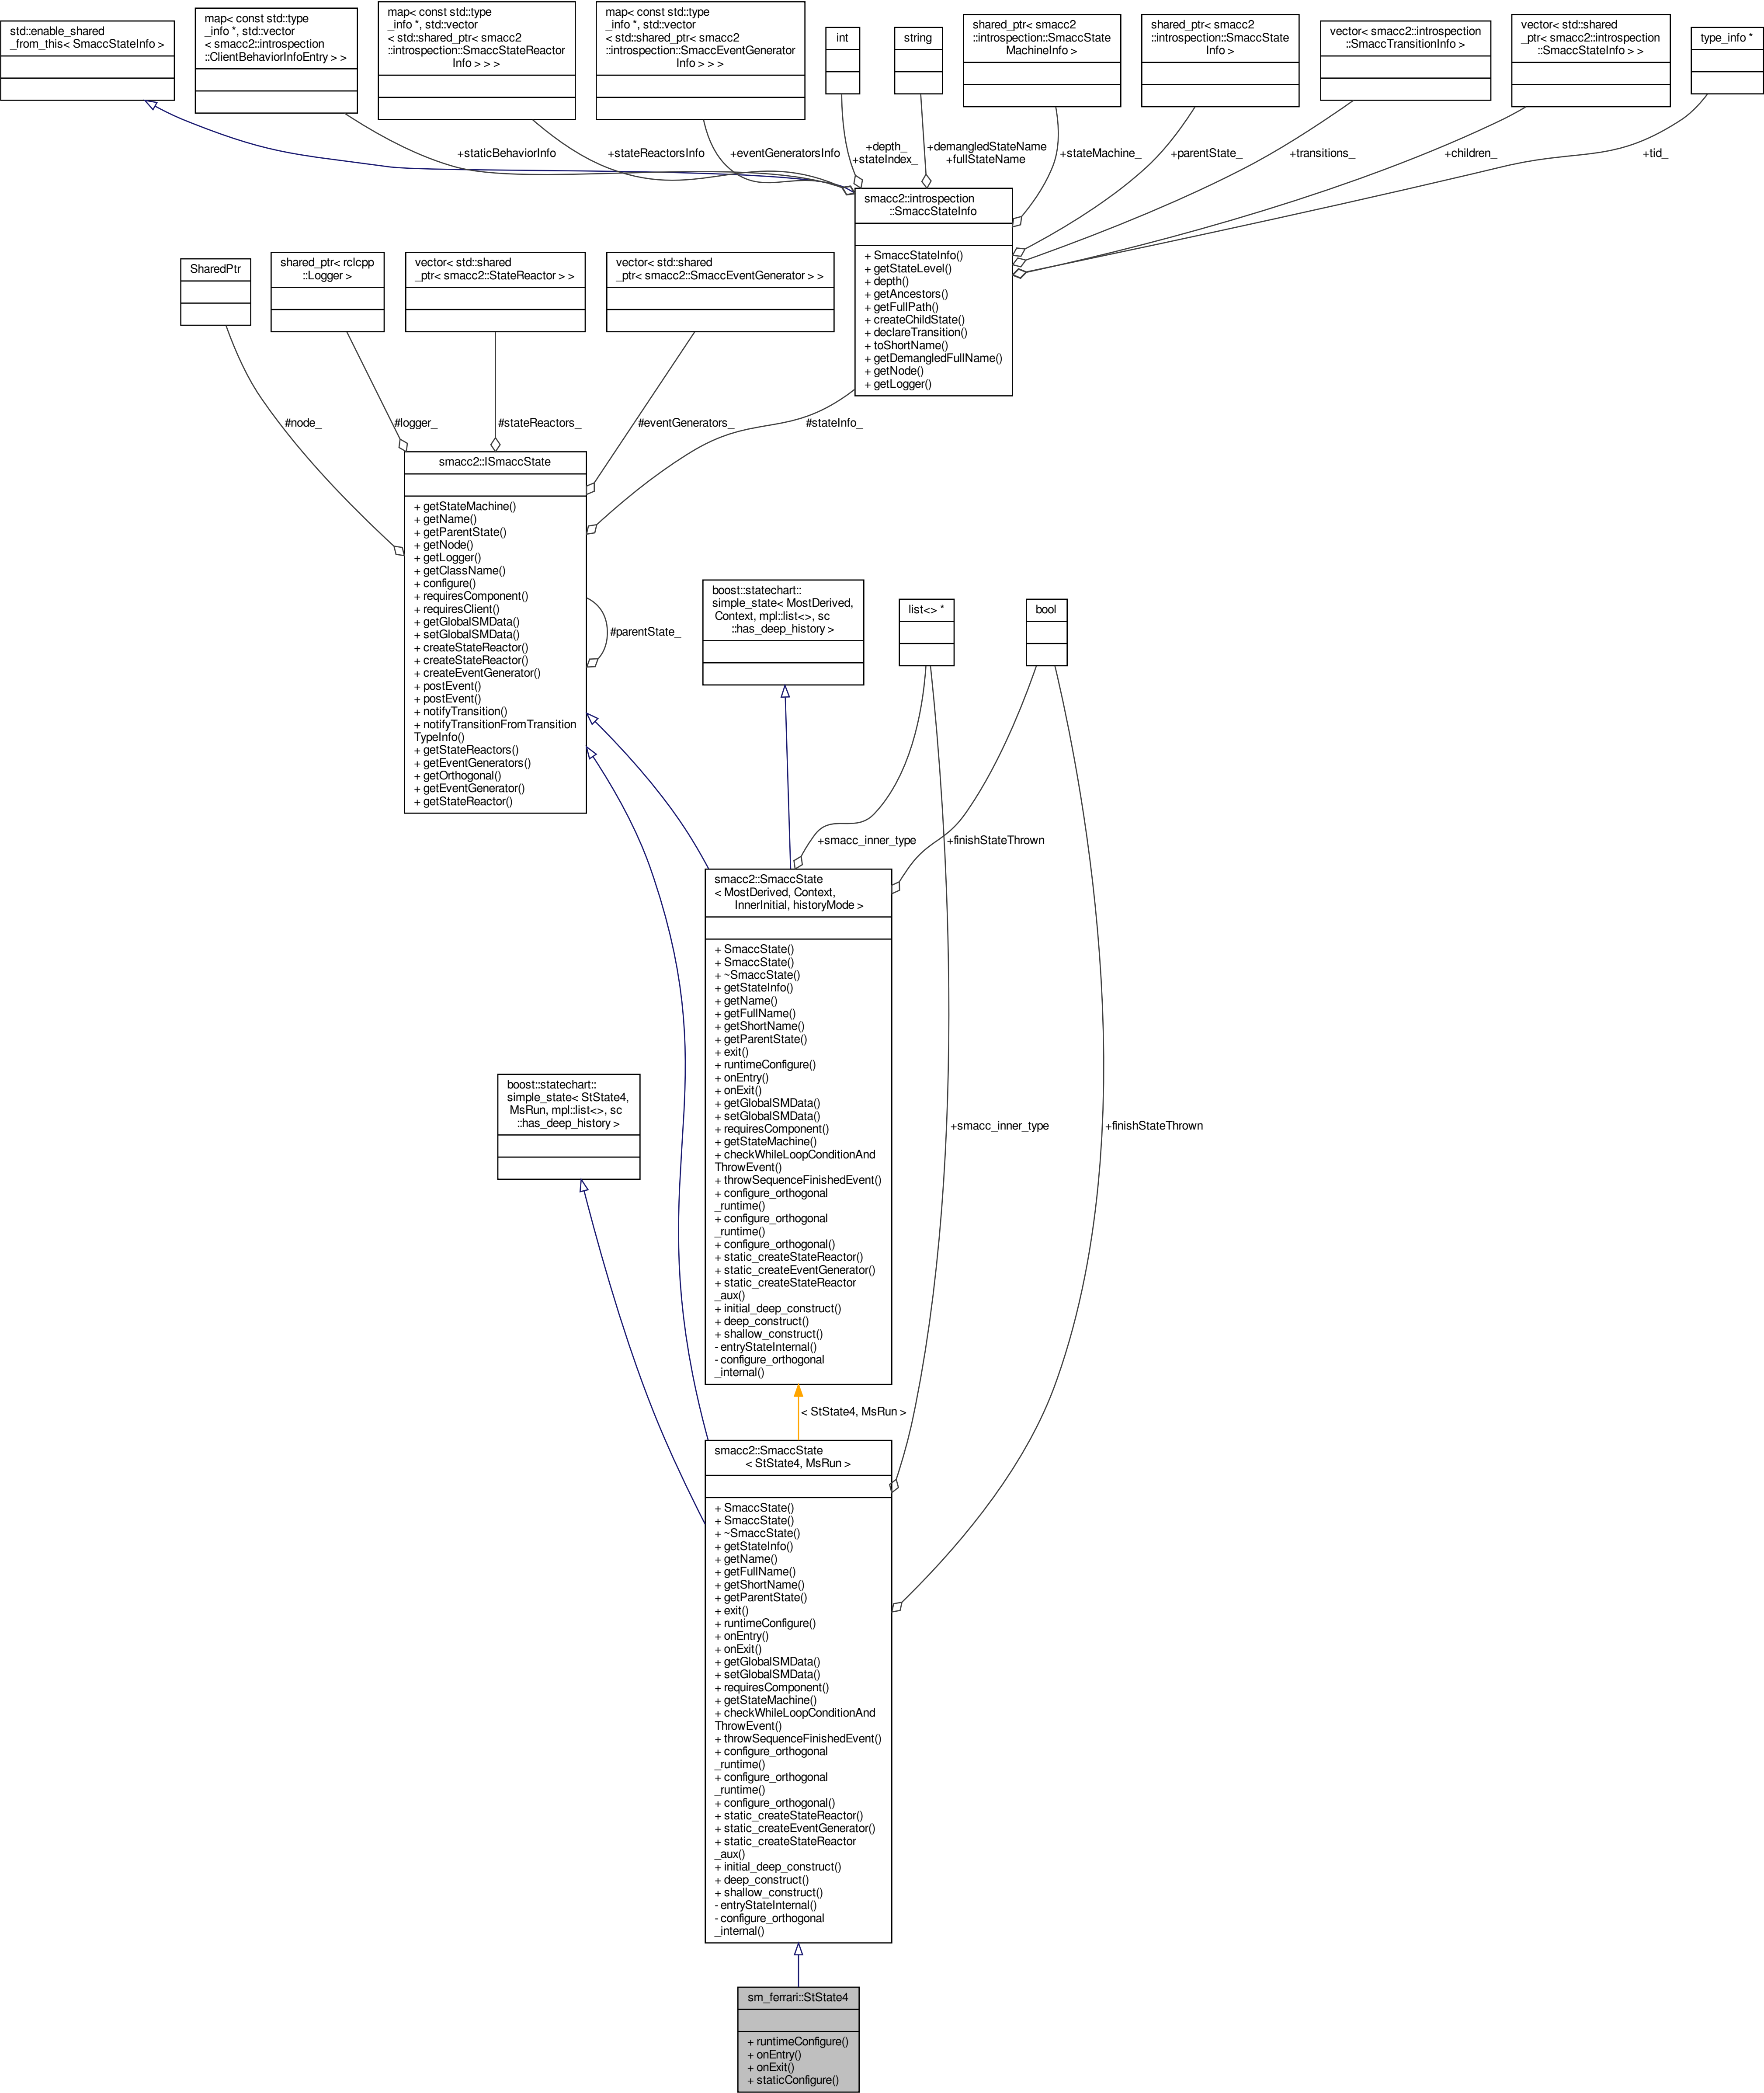 std::enable_shared
_from_this< SmaccStateInfo >
map< const std::type
_info *, std::vector
< smacc2::introspection
::ClientBehaviorInfoEntry > >
map< const std::type
_info *, std::vector
< std::shared_ptr< smacc2
::introspection::SmaccStateReactor
Info > > >
map< const std::type
_info *, std::vector
< std::shared_ptr< smacc2
::introspection::SmaccEventGenerator
Info > > >
int
string
shared_ptr< smacc2
::introspection::SmaccState
MachineInfo >
shared_ptr< smacc2
::introspection::SmaccState
Info >
vector< smacc2::introspection
::SmaccTransitionInfo >
vector< std::shared
_ptr< smacc2::introspection
::SmaccStateInfo > >
type_info *
+staticBehaviorInfo
+stateReactorsInfo
+eventGeneratorsInfo
+depth_
+stateIndex_
+demangledStateName
+fullStateName
+stateMachine_
+parentState_
+transitions_
+children_
+tid_
smacc2::introspection
::SmaccStateInfo
+ SmaccStateInfo()
+ getStateLevel()
+ depth()
+ getAncestors()
+ getFullPath()
+ createChildState()
+ declareTransition()
+ toShortName()
+ getDemangledFullName()
+ getNode()
+ getLogger()
SharedPtr
shared_ptr< rclcpp
::Logger >
vector< std::shared
_ptr< smacc2::StateReactor > >
vector< std::shared
_ptr< smacc2::SmaccEventGenerator > >
#node_
#logger_
#stateReactors_
#eventGenerators_
#stateInfo_
smacc2::ISmaccState
+ getStateMachine()
+ getName()
+ getParentState()
+ getNode()
+ getLogger()
+ getClassName()
+ configure()
+ requiresComponent()
+ requiresClient()
+ getGlobalSMData()
+ setGlobalSMData()
+ createStateReactor()
+ createStateReactor()
+ createEventGenerator()
+ postEvent()
+ postEvent()
+ notifyTransition()
+ notifyTransitionFromTransition
TypeInfo()
+ getStateReactors()
+ getEventGenerators()
+ getOrthogonal()
+ getEventGenerator()
+ getStateReactor()
#parentState_
boost::statechart::
simple_state< MostDerived,
Context, mpl::list<>, sc
::has_deep_history >
list<> *
bool
+smacc_inner_type
+finishStateThrown
smacc2::SmaccState
< MostDerived, Context,
InnerInitial, historyMode >
+ SmaccState()
+ SmaccState()
+ ~SmaccState()
+ getStateInfo()
+ getName()
+ getFullName()
+ getShortName()
+ getParentState()
+ exit()
+ runtimeConfigure()
+ onEntry()
+ onExit()
+ getGlobalSMData()
+ setGlobalSMData()
+ requiresComponent()
+ getStateMachine()
+ checkWhileLoopConditionAnd
ThrowEvent()
+ throwSequenceFinishedEvent()
+ configure_orthogonal
_runtime()
+ configure_orthogonal
_runtime()
+ configure_orthogonal()
+ static_createStateReactor()
+ static_createEventGenerator()
+ static_createStateReactor
_aux()
+ initial_deep_construct()
+ deep_construct()
+ shallow_construct()
- entryStateInternal()
- configure_orthogonal
_internal()
boost::statechart::
simple_state< StState4,
MsRun, mpl::list<>, sc
::has_deep_history >
+smacc_inner_type
+finishStateThrown
< StState4, MsRun >
smacc2::SmaccState
< StState4, MsRun >
+ SmaccState()
+ SmaccState()
+ ~SmaccState()
+ getStateInfo()
+ getName()
+ getFullName()
+ getShortName()
+ getParentState()
+ exit()
+ runtimeConfigure()
+ onEntry()
+ onExit()
+ getGlobalSMData()
+ setGlobalSMData()
+ requiresComponent()
+ getStateMachine()
+ checkWhileLoopConditionAnd
ThrowEvent()
+ throwSequenceFinishedEvent()
+ configure_orthogonal
_runtime()
+ configure_orthogonal
_runtime()
+ configure_orthogonal()
+ static_createStateReactor()
+ static_createEventGenerator()
+ static_createStateReactor
_aux()
+ initial_deep_construct()
+ deep_construct()
+ shallow_construct()
- entryStateInternal()
- configure_orthogonal
_internal()
sm_ferrari::StState4
+ runtimeConfigure()
+ onEntry()
+ onExit()
+ staticConfigure()